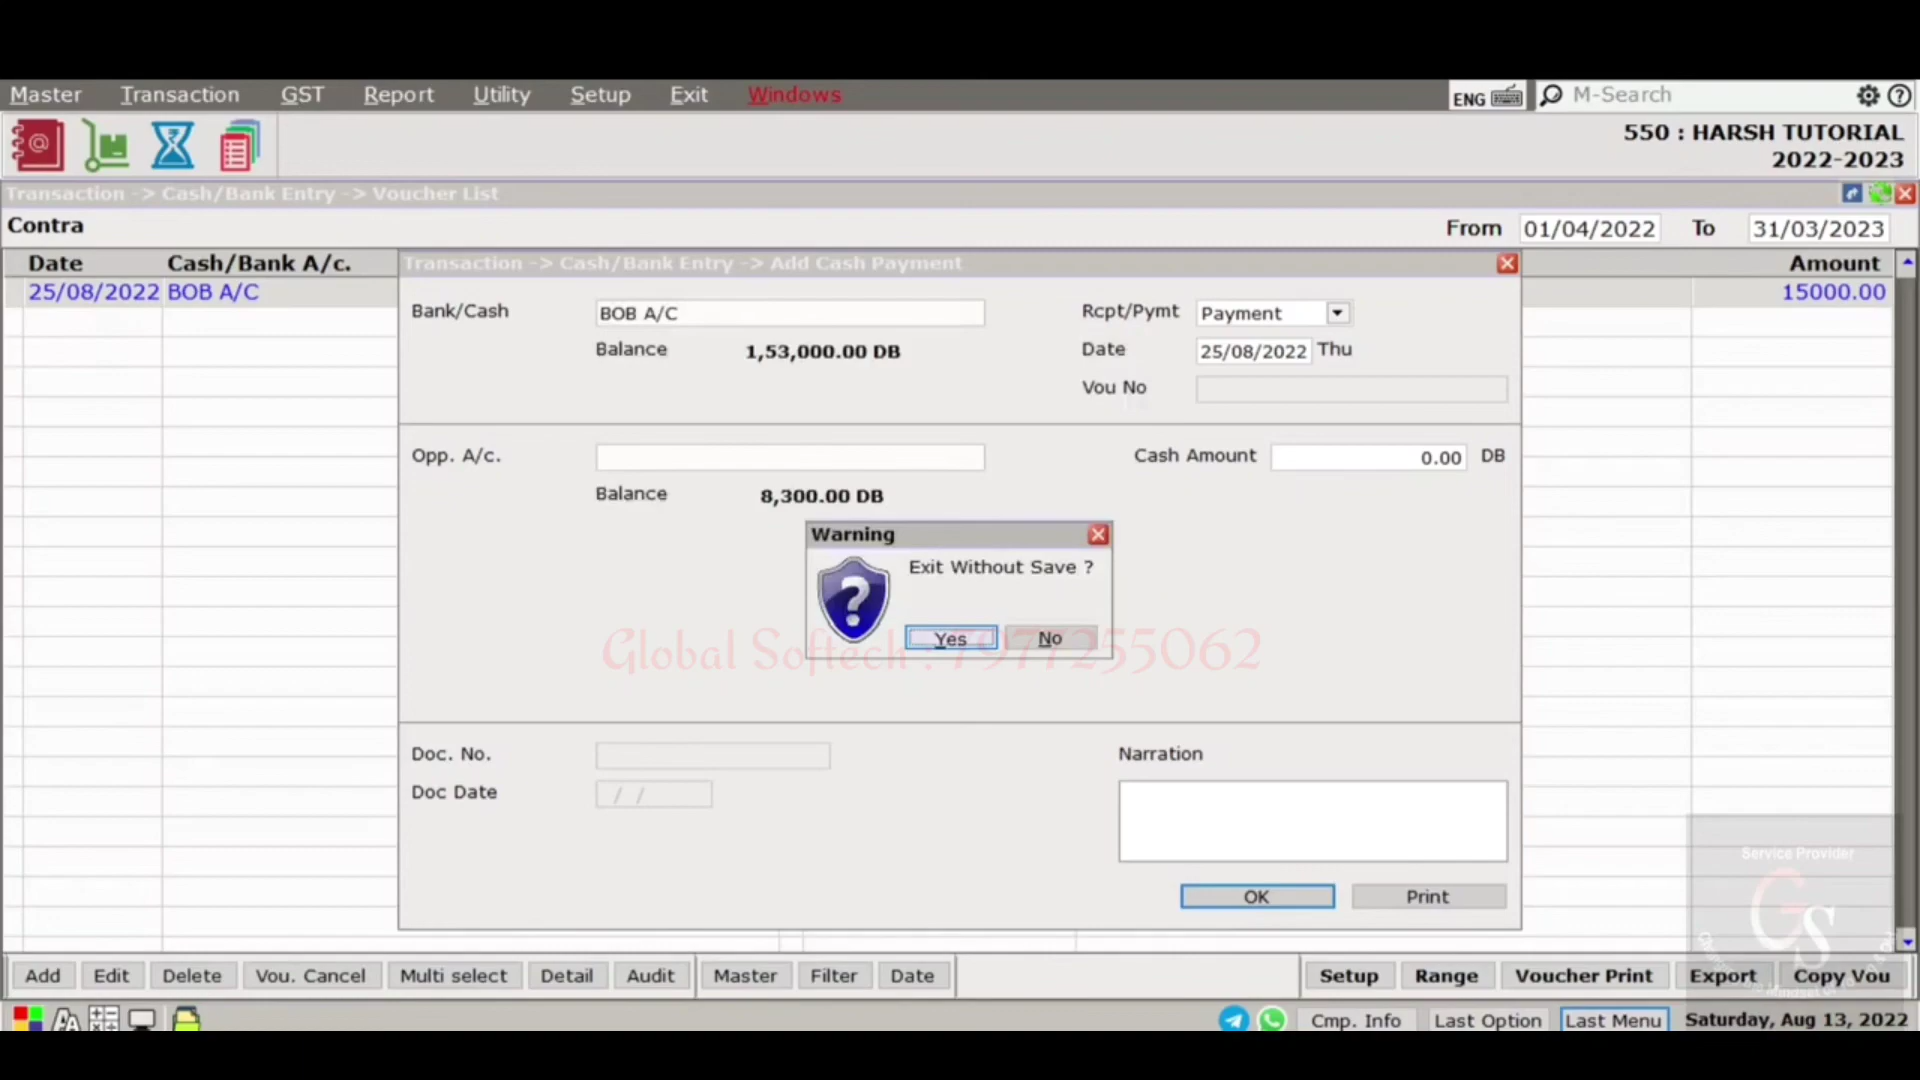 Master Transaction GST Report Utility Setup Exit Windows ENG M-Search
550 : HARSH TUTORIAL
2022-2023
Transaction -> Cash/Bank Entry -> Voucher List
Contra From 01/04/2022 To 31/03/2023
Date Cash/Bank A/c. Amount
25/08/2022 BOB A/C 15000.00
Transaction -> Cash/Bank Entry -> Add Cash Payment
Bank/Cash BOB A/C Rcpt/Pymt Payment
Balance 1,53,000.00 DB Date 25/08/2022 Thu
Vou No
Opp. A/c. Cash Amount 0.00 DB
Balance 8,300.00 DB
Warning
Exit Without Save ?
Yes No
Global Softech : 7977255062
Doc. No. Narration
Doc Date / /
OK Print
Service Provider
GS
Add Edit Delete Vou. Cancel Multi select Detail Audit Master Filter Date Setup Range Voucher Print Export Copy Vou
Cmp. Info Last Option Last Menu Saturday, Aug 13, 2022